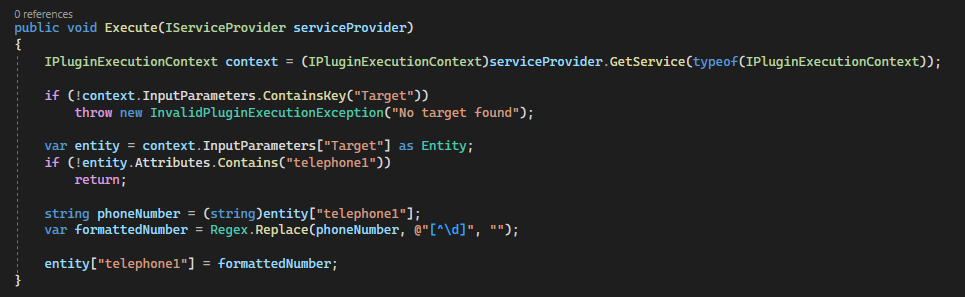 0 references
public void Execute(IServiceProvider serviceProvider)
{
IPluginExecutionContext context = (IPluginExecutionContext)serviceProvider.GetService(typeof(IPluginExecutionContext));
if (!context.InputParameters.ContainsKey("Target"))
throw new InvalidPluginExecutionException("No target found");
var entity = context.InputParameters["Target"] as Entity;
if (!entity.Attributes.Contains("telephone1"))
return;
string phoneNumber = (string)entity["telephone1"];
var formattedNumber = Regex.Replace(phoneNumber, @"[^\d]", "");
entity["telephone1"] = formattedNumber;
}